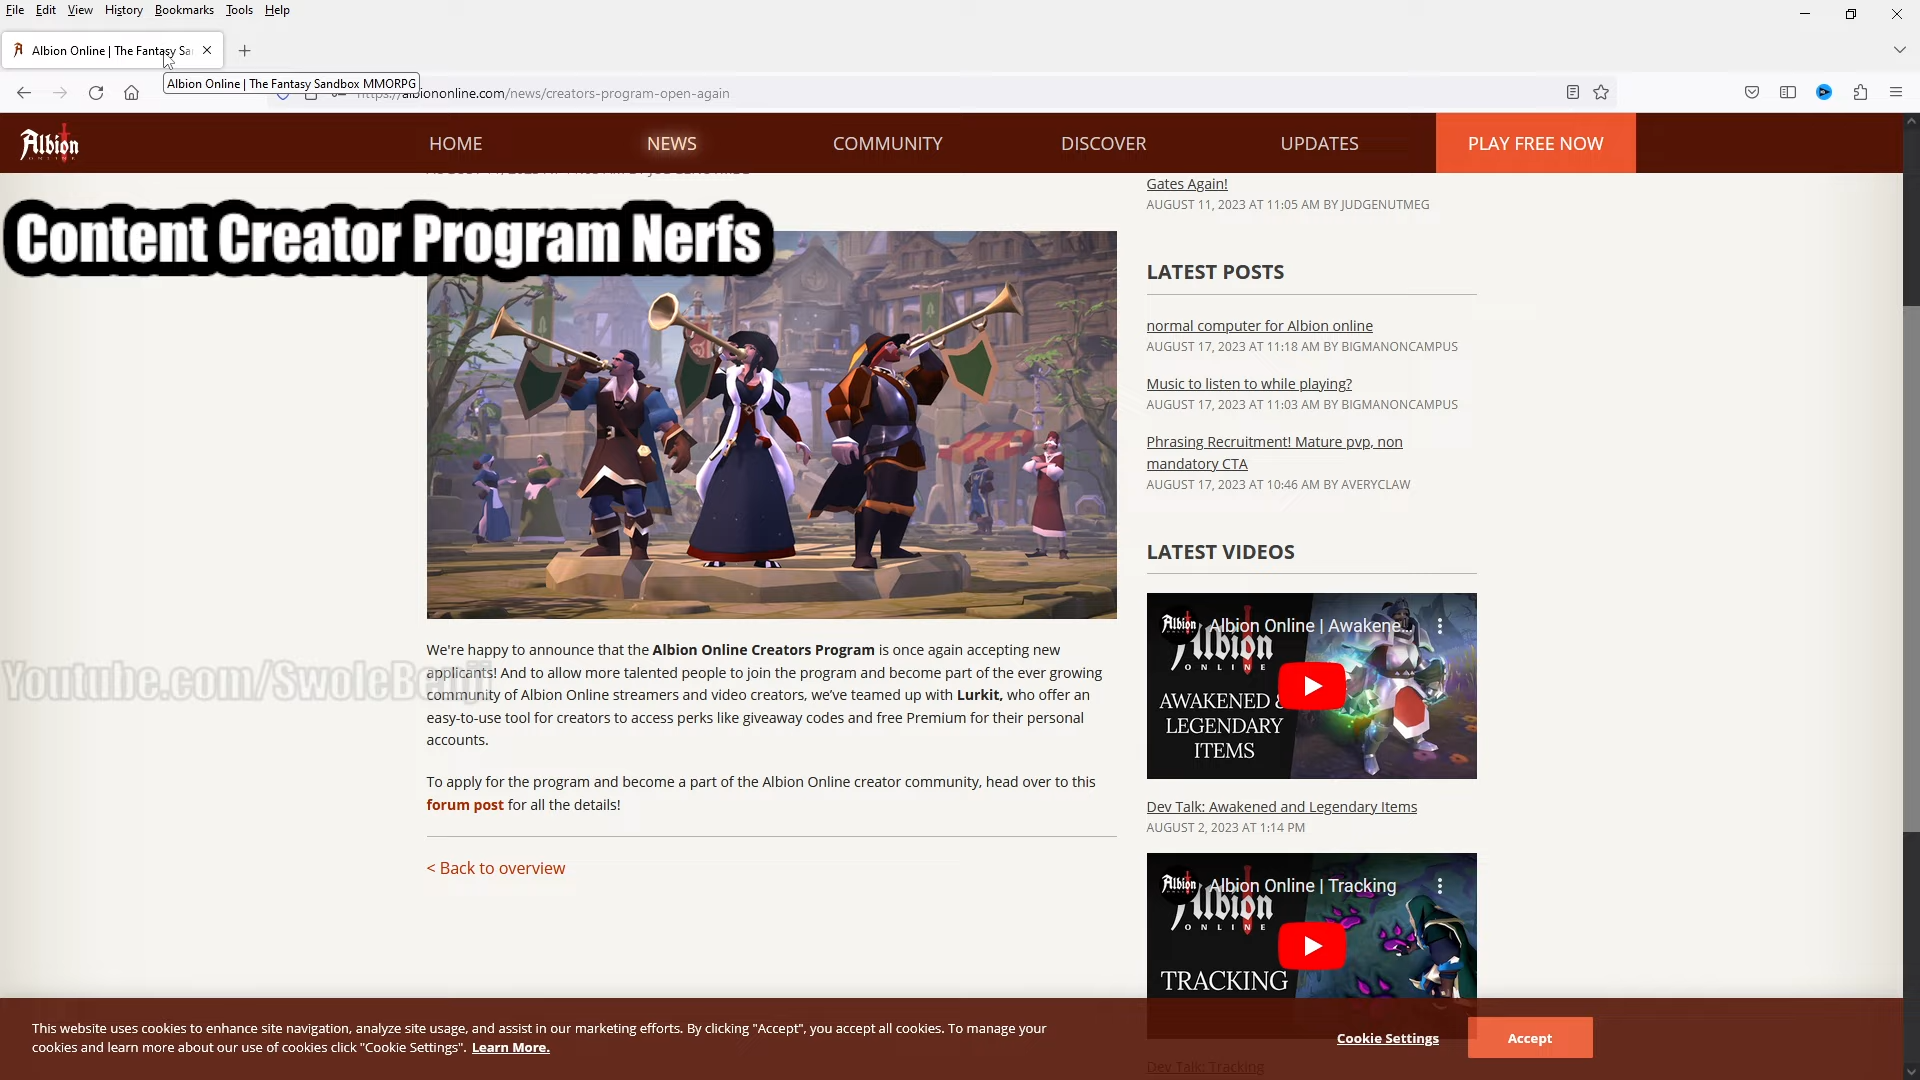 File Edit View History Bookmarks Tools Help
Albion Online | The Fantasy Sa
Albion Online | The Fantasy Sandbox MMORPG
https://albiononline.com/news/creators-program-open-again
Albion
ONLINE
HOME
NEWS
COMMUNITY
DISCOVER
UPDATES
PLAY FREE NOW
Content Creator Program Nerfs
Youtube.com/SwoleBenji
We're happy to announce that the Albion Online Creators Program is once again accepting new
applicants! And to allow more talented people to join the program and become part of the ever growing
community of Albion Online streamers and video creators, we've teamed up with Lurkit, who offer an
easy-to-use tool for creators to access perks like giveaway codes and free Premium for their personal
accounts.
To apply for the program and become a part of the Albion Online creator community, head over to this
forum post for all the details!
< Back to overview
Gates Again!
AUGUST 11, 2023 AT 11:05 AM BY JUDGENUTMEG
LATEST POSTS
normal computer for Albion online
AUGUST 17, 2023 AT 11:18 AM BY BIGMANONCAMPUS
Music to listen to while playing?
AUGUST 17, 2023 AT 11:03 AM BY BIGMANONCAMPUS
Phrasing Recruitment! Mature pvp, non
mandatory CTA
AUGUST 17, 2023 AT 10:46 AM BY AVERYCLAW
LATEST VIDEOS
Albion Online | Awakene...
Albion
ONLINE
AWAKENED &
LEGENDARY
ITEMS
Dev Talk: Awakened and Legendary Items
AUGUST 2, 2023 AT 1:14 PM
Albion Online | Tracking
Albion
ONLINE
TRACKING
Dev Talk: Tracking
This website uses cookies to enhance site navigation, analyze site usage, and assist in our marketing efforts. By clicking "Accept", you accept all cookies. To manage your
cookies and learn more about our use of cookies click "Cookie Settings". Learn More.
Cookie Settings
Accept